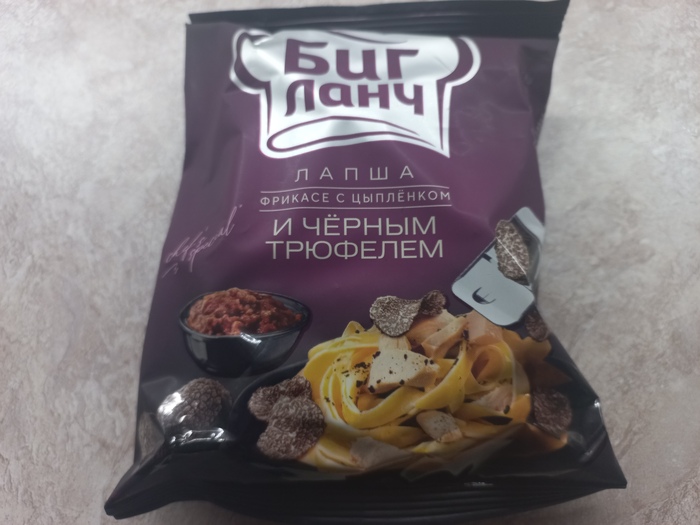 Биг
Ланч
ЛАПША
ФРИКАСЕ С ЦЫПЛЁНКОМ
И ЧЁРНЫМ
ТРЮФЕЛЕМ